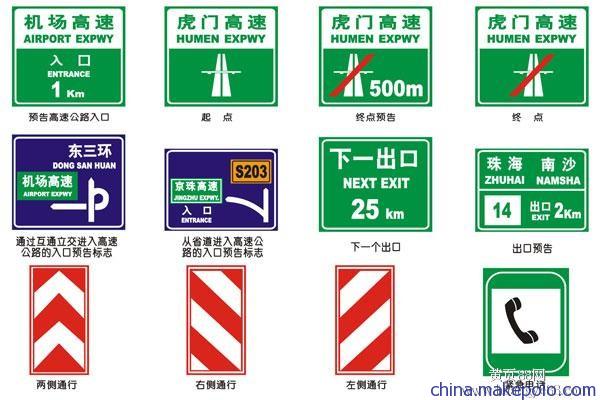 机场高速
AIRPORT EXPWY
入口
ENTRANCE
1 Km
预告高速公路入口
虎门高速
HUMEN EXPWY
起 点
虎门高速
HUMEN EXPWY
500m
终点预告
虎门高速
HUMEN EXPWY
终 点
东三环
DONG SAN HUAN
机场高速
AIRPORT EXPWY
通过互通立交进入高速
公路的入口预告标志
S203
京珠高速
JINGZHU EXPWY.
入口
ENTRANCE
从省道进入高速公
路的入口预告标志
下一出口
NEXT EXIT
25 km
下一个出口
珠海 南沙
ZHUHAI NAMSHA
14 出口 2Km
EXIT
出口预告
两侧通行
右侧通行
左侧通行
黄页88网
紧急电话
china.makepolo.com